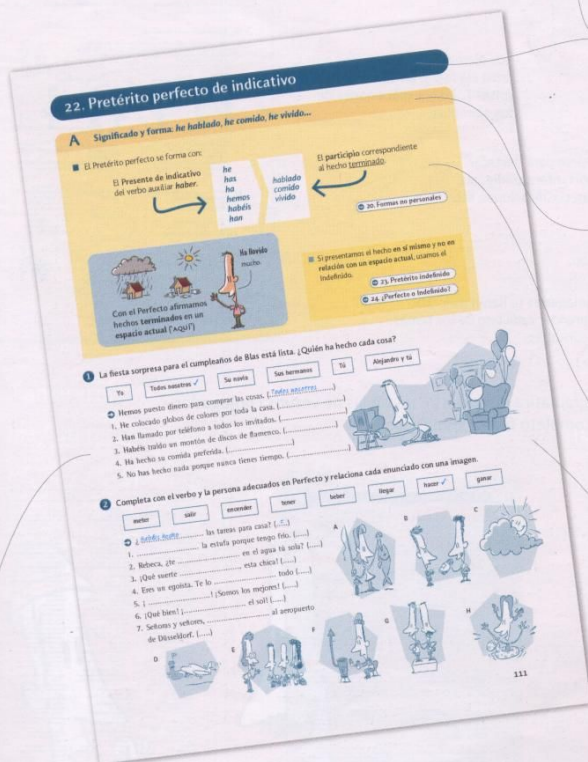 22. Pretérito perfecto de indicativo
A Significado y forma. he hablado, he comido, he vivido...
El Pretérito perfecto se forma con:
El Presente de indicativo
del verbo auxiliar haber.
he
has
ha
hemos
habéis
han
hablado
comido
vivido
El participio correspondiente
al hecho terminado.
20. Formas no personales
Ha llovido
mucho.
Con el Perfecto afirmamos
hechos terminados en un
espacio actual ('AQUÍ')
Si presentamos el hecho en sí mismo y no en
relación con un espacio actual, usamos el
Indefinido.
23. Pretérito indefinido
24. ¿Perfecto o Indefinido?
1 La fiesta sorpresa para el cumpleaños de Blas está lista. ¿Quién ha hecho cada cosa?
Yo Todos nosotros ✓ Su novia Sus hermanos Tú Alejandro y tú
Hemos puesto dinero para comprar las cosas. (...Todos nosotros...)
1. He colocado globos de colores por toda la casa. (..............)
2. Han llamado por teléfono a todos los invitados. (..............)
3. Habéis traído un montón de discos de flamenco. (..............)
4. Ha hecho su comida preferida. (..............)
5. No has hecho nada porque nunca tienes tiempo. (..............)
2 Completa con el verbo y la persona adecuados en Perfecto y relaciona cada enunciado con una imagen.
meter salir encender tener beber llegar hacer ✓ ganar
¿ Habéis hecho .......... las tareas para casa? (...)
1. .............. la estufa porque tengo frío. (.....)
2. Rebeca, ¿te .............. en el agua tú sola? (.....)
3. ¡Qué suerte .............. esta chica! (.....)
4. Eres un egoísta. Te lo .............. todo (.....)
5. ¡ ..............! ¡Somos los mejores! (.....)
6. ¡Qué bien! ¡.............. el sol! (.....)
7. Señoras y señores, .............. al aeropuerto
de Düsseldorf. (.....)
A
B
C
D
E
F
G
H
111